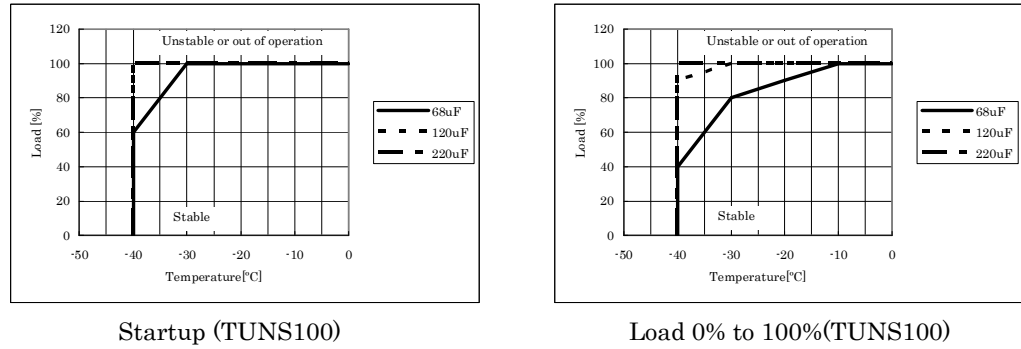 120
100
80
60
40
20
0
Load [%]
Unstable or out of operation
Stable
-50 -40 -30 -20 -10 0
Temperature[ºC]
68uF
120uF
220uF
Startup (TUNS100)
120
100
80
60
40
20
0
Load [%]
Unstable or out of operation
Stable
-50 -40 -30 -20 -10 0
Temperature[ºC]
68uF
120uF
220uF
Load 0% to 100%(TUNS100)